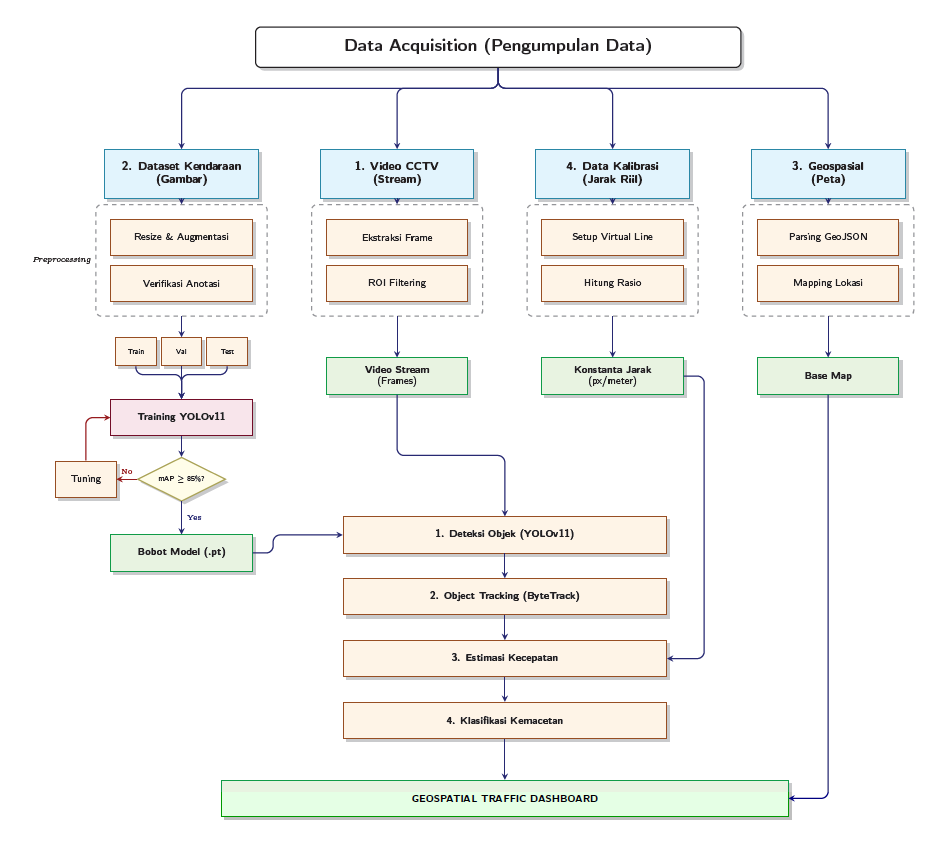 Data Acquisition (Pengumpulan Data)
2. Dataset Kendaraan
(Gambar)
1. Video CCTV
(Stream)
4. Data Kalibrasi
(Jarak Riil)
3. Geospasial
(Peta)
Preprocessing
Resize & Augmentasi
Verifikasi Anotasi
Ekstraksi Frame
ROI Filtering
Setup Virtual Line
Hitung Rasio
Parsing GeoJSON
Mapping Lokasi
Train
Val
Test
Video Stream
(Frames)
Konstanta Jarak
(px/meter)
Base Map
Training YOLOv11
Tuning
No
mAP ≥ 85%?
Yes
Bobot Model (.pt)
1. Deteksi Objek (YOLOv11)
2. Object Tracking (ByteTrack)
3. Estimasi Kecepatan
4. Klasifikasi Kemacetan
GEOSPATIAL TRAFFIC DASHBOARD